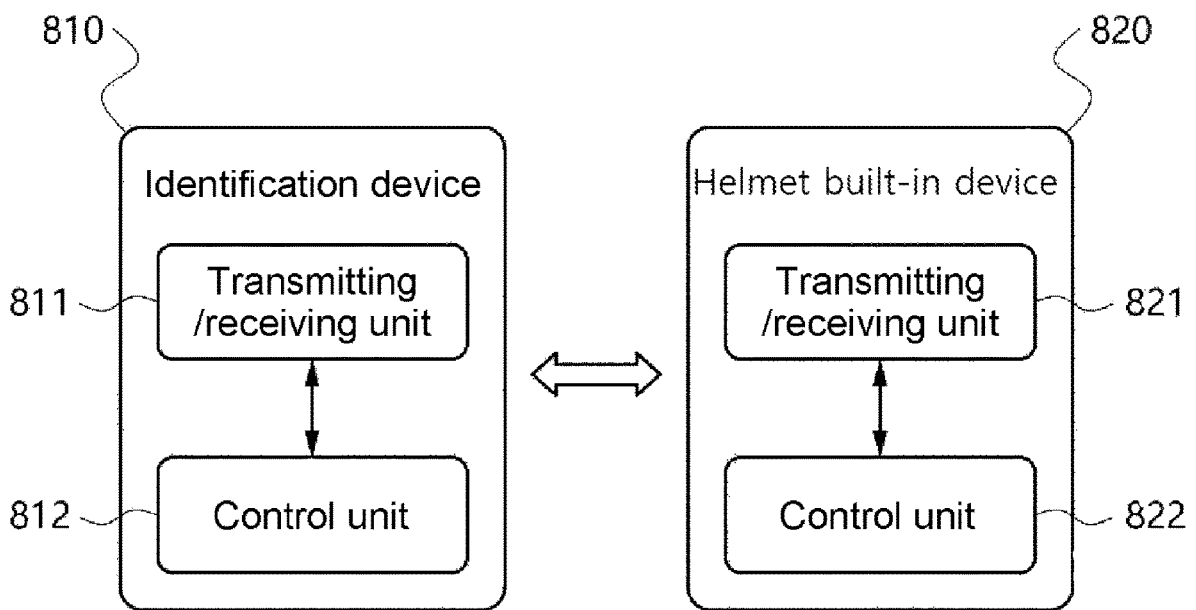 810
820
Identification device
Helmet built-in device
811
Transmitting
/receiving unit
Transmitting
/receiving unit
821
812
Control unit
Control unit
822